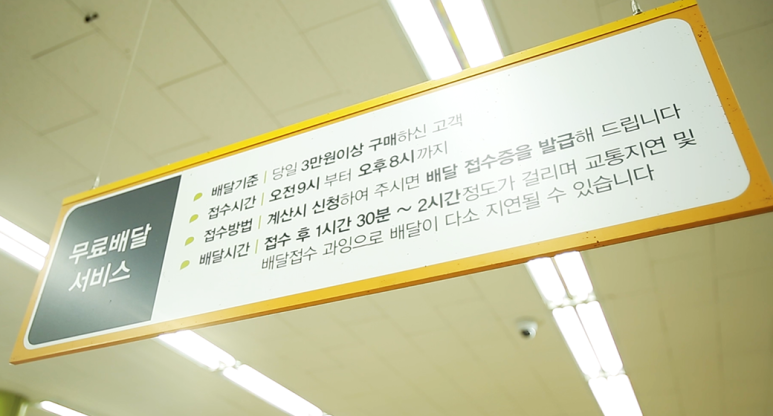 무료배달
서비스
배달기준 | 당일 3만원이상 구매하신 고객
접수시간 | 오전9시 부터 오후8시까지
접수방법 | 계산시 신청하여 주시면 배달 접수증을 발급해 드립니다
배달시간 | 접수 후 1시간 30분 ~ 2시간정도가 걸리며 교통지연 및
배달접수 과잉으로 배달이 다소 지연될 수 있습니다